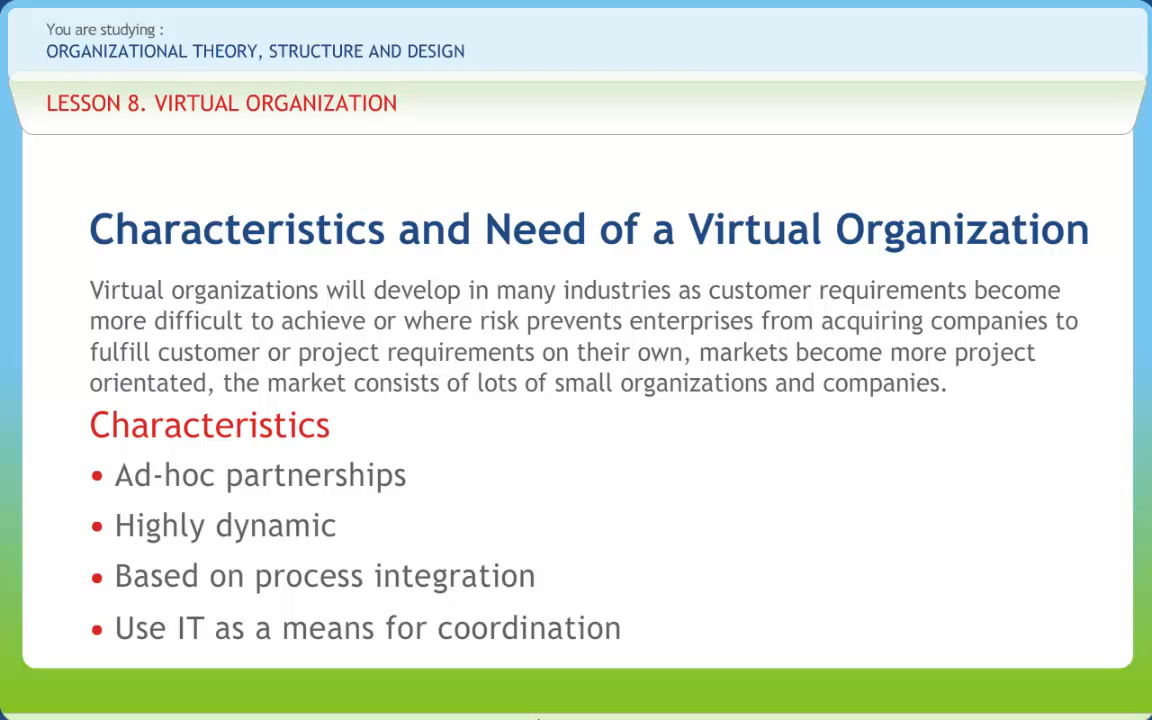 You are studying :
ORGANIZATIONAL THEORY, STRUCTURE AND DESIGN
LESSON 8. VIRTUAL ORGANIZATION
Characteristics and Need of a Virtual Organization
Virtual organizations will develop in many industries as customer requirements become
more difficult to achieve or where risk prevents enterprises from acquiring companies to
fulfill customer or project requirements on their own, markets become more project
orientated, the market consists of lots of small organizations and companies.
Characteristics
• Ad-hoc partnerships
• Highly dynamic
• Based on process integration
• Use IT as a means for coordination